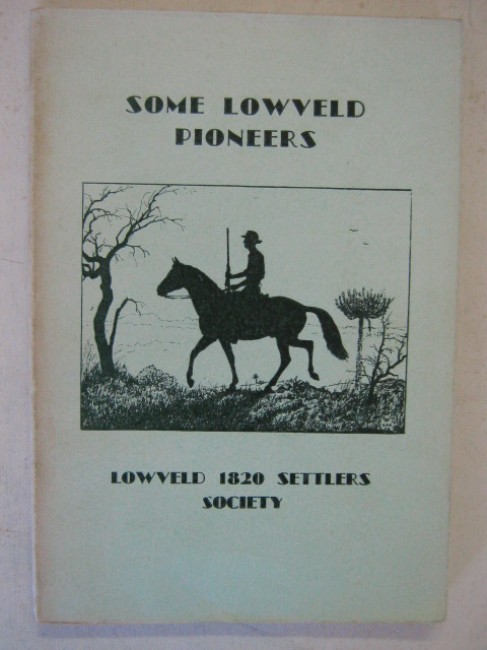 SOME LOWVELD
PIONEERS
LOWVELD 1820 SETTLERS
SOCIETY